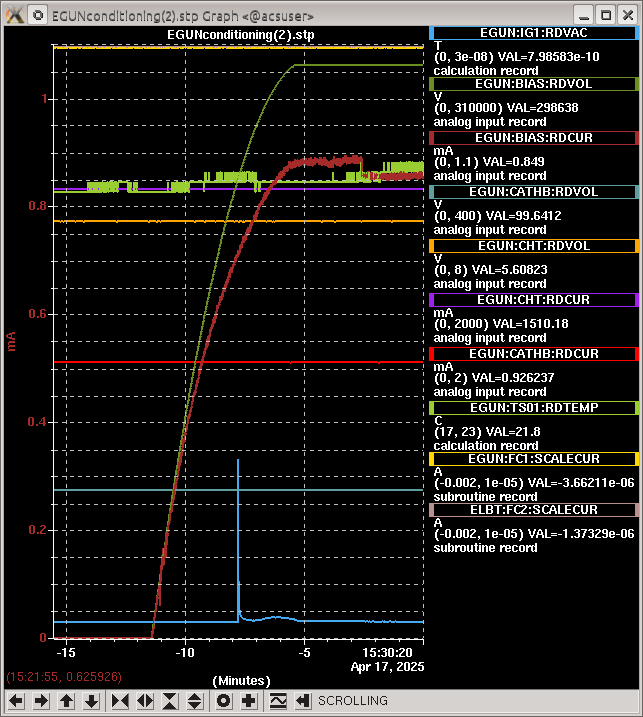 EGUNconditioning(2).stp Graph <@acsuser>
EGUNconditioning(2).stp
1
0.8
0.6
0.4
0.2
0
mA
-15
-10
-5
15:30:20
Apr 17, 2025
(Minutes)
(15:21:55, 0.625926)
EGUN:IG1:RDVAC
T
(0, 3e-08) VAL=7.98583e-10
calculation record
EGUN:BIAS:RDVOL
V
(0, 310000) VAL=298638
analog input record
EGUN:BIAS:RDCUR
mA
(0, 1.1) VAL=0.849
analog input record
EGUN:CATHB:RDVOL
V
(0, 400) VAL=99.6412
analog input record
EGUN:CHT:RDVOL
V
(0, 8) VAL=5.60823
analog input record
EGUN:CHT:RDCUR
mA
(0, 2000) VAL=1510.18
analog input record
EGUN:CATHB:RDCUR
mA
(0, 2) VAL=0.926237
analog input record
EGUN:TS01:RDTEMP
C
(17, 23) VAL=21.8
calculation record
EGUN:FC1:SCALECUR
A
(-0.002, 1e-05) VAL=-3.66211e-06
subroutine record
ELBT:FC2:SCALECUR
A
(-0.002, 1e-05) VAL=-1.37329e-06
subroutine record
SCROLLING